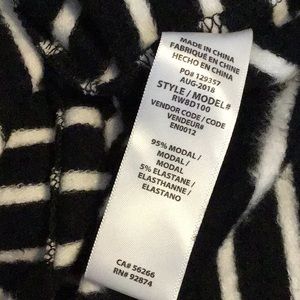 MADE IN CHINA
FABRIQUÉ EN CHINE
HECHO EN CHINA
PO# 129357
AUG-2018
STYLE / MODEL#
RW8D100
VENDOR CODE / CODE
VENDEUR#
EN0012
95% MODAL /
MODAL /
MODAL
5% ELASTANE /
ELASTHANNE /
ELASTANO
CA# 56266
RN# 92874